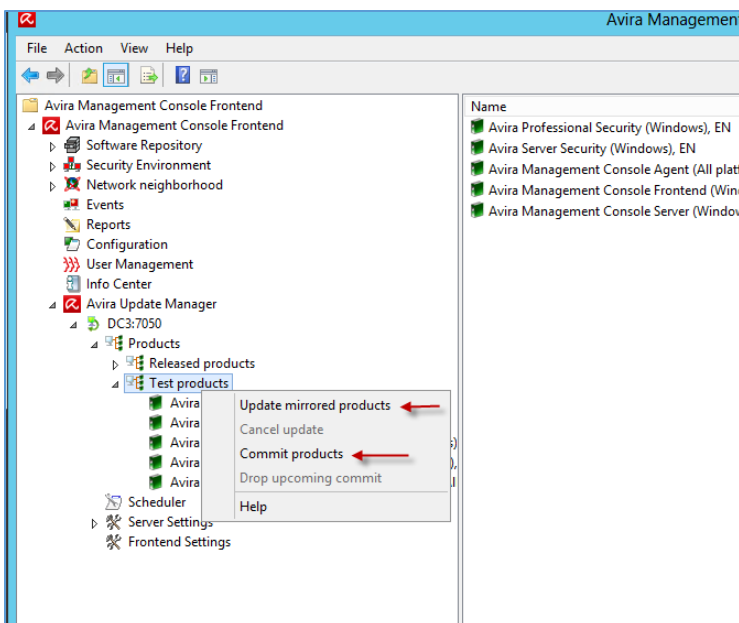 Avira Management
File Action View Help
Avira Management Console Frontend
Avira Management Console Frontend
Software Repository
Security Environment
Network neighborhood
Events
Reports
Configuration
User Management
Info Center
Avira Update Manager
DC3:7050
Products
Released products
Test products
Avira
Avira
Avira
Avira
Avira
Scheduler
Server Settings
Frontend Settings
Update mirrored products
Cancel update
Commit products
Drop upcoming commit
Help
Name
Avira Professional Security (Windows), EN
Avira Server Security (Windows), EN
Avira Management Console Agent (All plat
Avira Management Console Frontend (Win
Avira Management Console Server (Window